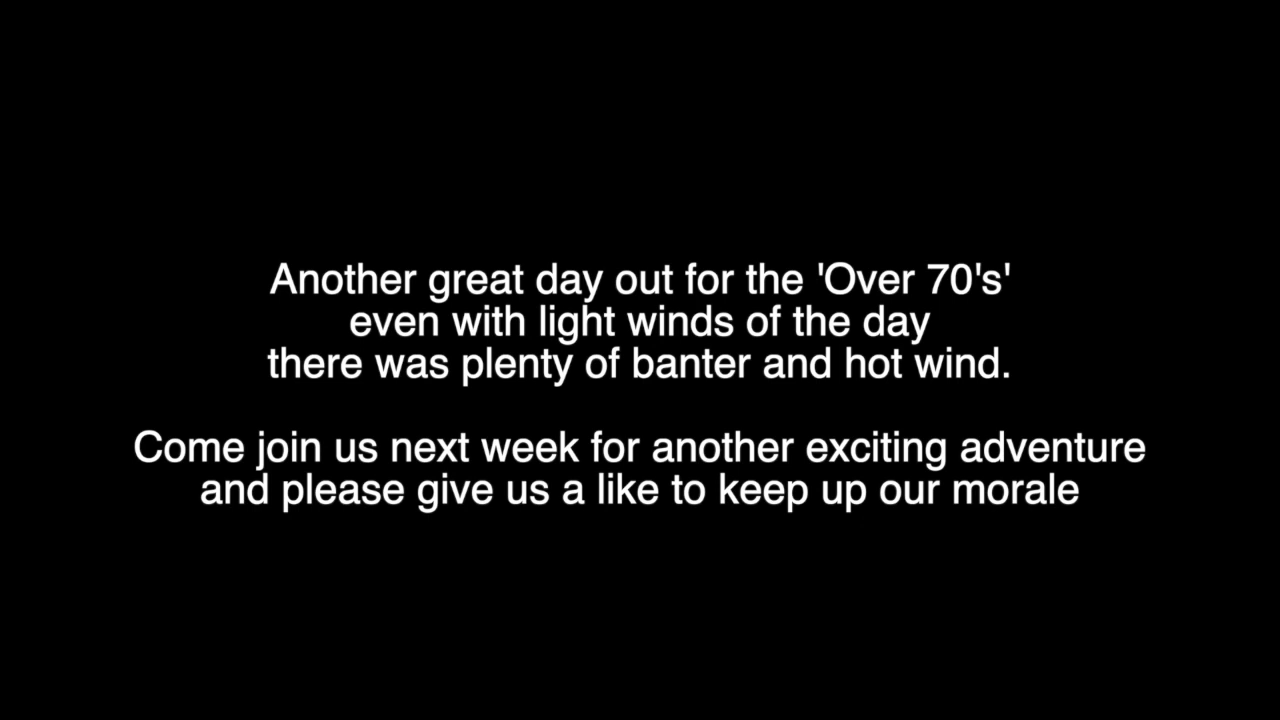 Another great day out for the 'Over 70's'
even with light winds of the day
there was plenty of banter and hot wind.
Come join us next week for another exciting adventure
and please give us a like to keep up our morale